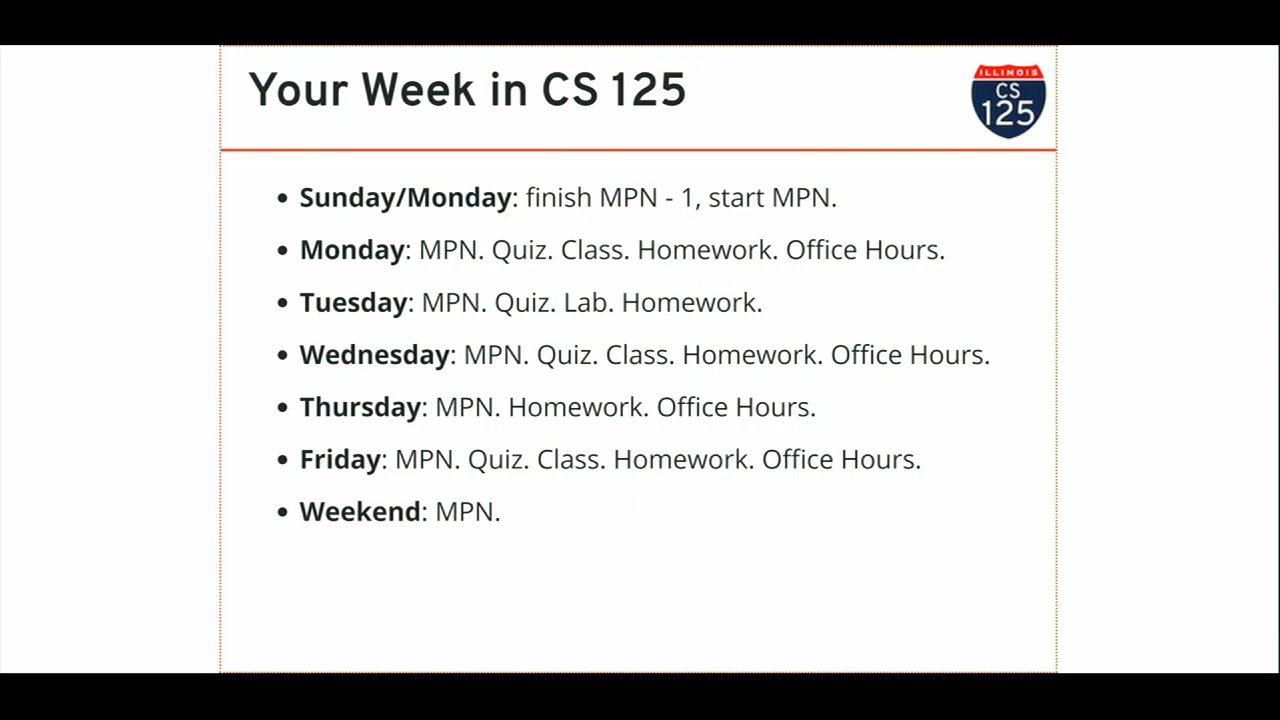 Your Week in CS 125
ILLINOIS
CS
125
• Sunday/Monday: finish MPN - 1, start MPN.
• Monday: MPN. Quiz. Class. Homework. Office Hours.
• Tuesday: MPN. Quiz. Lab. Homework.
• Wednesday: MPN. Quiz. Class. Homework. Office Hours.
• Thursday: MPN. Homework. Office Hours.
• Friday: MPN. Quiz. Class. Homework. Office Hours.
• Weekend: MPN.